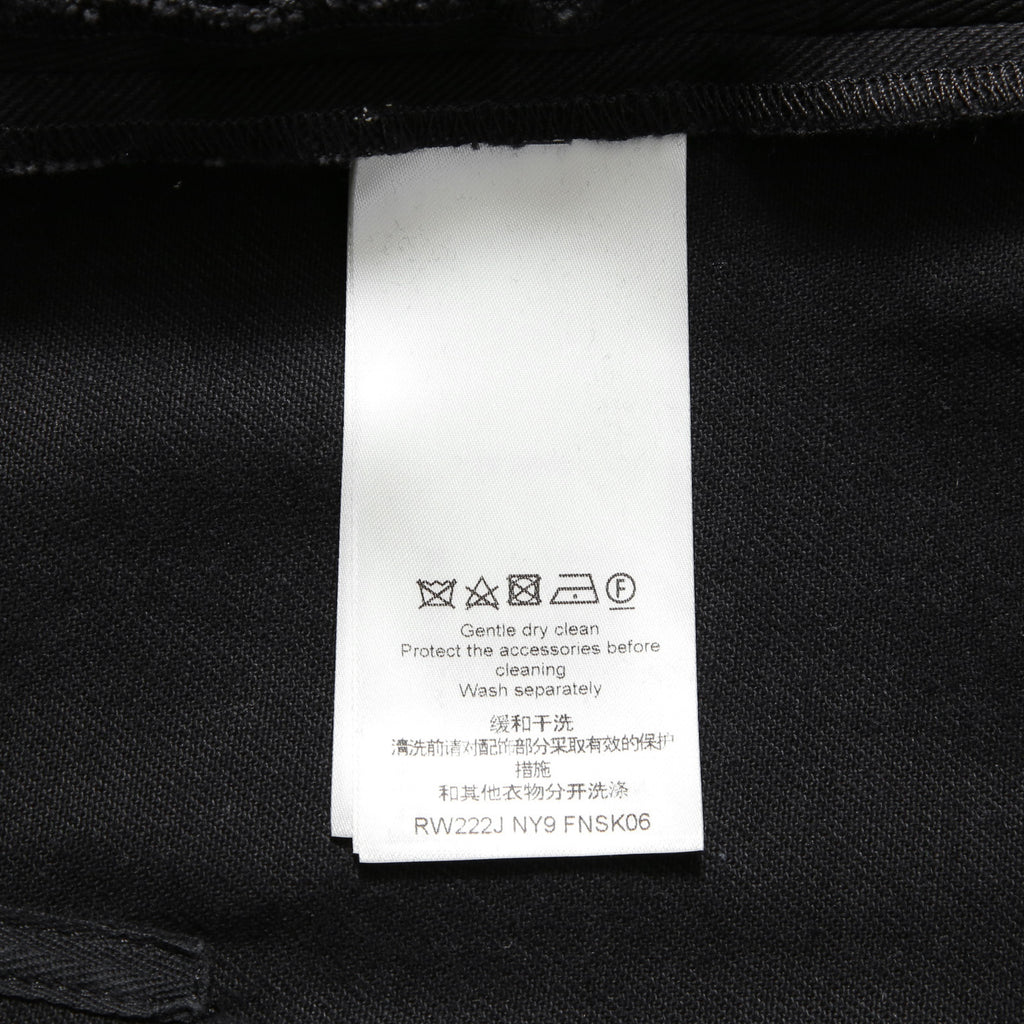 F
Gentle dry clean
Protect the accessories before
cleaning
Wash separately
缓和干洗
清洗前请对配饰部分采取有效的保护
措施
和其他衣物分开洗涤
RW222J NY9 FNSK06